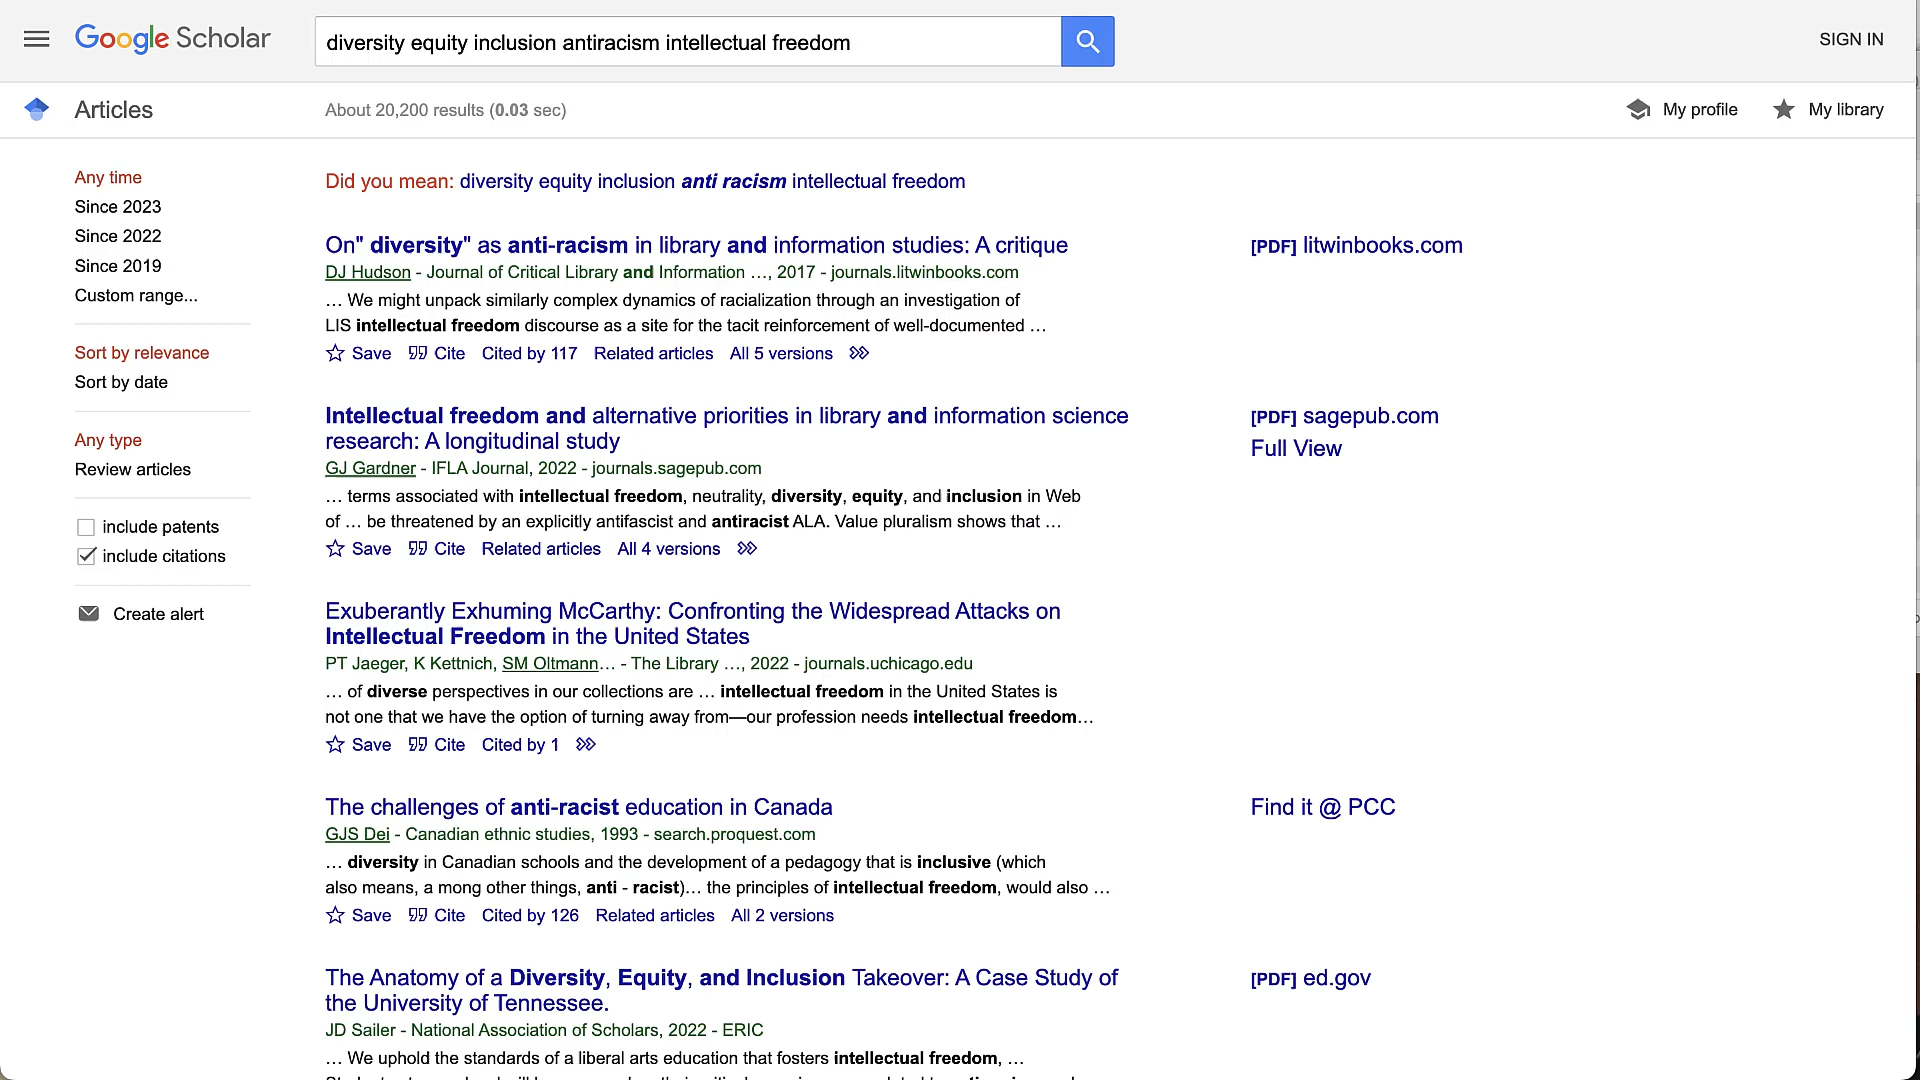 Google Scholar
diversity equity inclusion antiracism intellectual freedom
SIGN IN
Articles
About 20,200 results (0.03 sec)
My profile
My library
Any time
Since 2023
Since 2022
Since 2019
Custom range...
Sort by relevance
Sort by date
Any type
Review articles
include patents
include citations
Create alert
Did you mean: diversity equity inclusion anti racism intellectual freedom
On" diversity" as anti-racism in library and information studies: A critique
DJ Hudson - Journal of Critical Library and Information …, 2017 - journals.litwinbooks.com
… We might unpack similarly complex dynamics of racialization through an investigation of
LIS intellectual freedom discourse as a site for the tacit reinforcement of well-documented …
Save Cite Cited by 117 Related articles All 5 versions
[PDF] litwinbooks.com
Intellectual freedom and alternative priorities in library and information science
research: A longitudinal study
GJ Gardner - IFLA Journal, 2022 - journals.sagepub.com
… terms associated with intellectual freedom, neutrality, diversity, equity, and inclusion in Web
of … be threatened by an explicitly antifascist and antiracist ALA. Value pluralism shows that …
Save Cite Related articles All 4 versions
[PDF] sagepub.com
Full View
Exuberantly Exhuming McCarthy: Confronting the Widespread Attacks on
Intellectual Freedom in the United States
PT Jaeger, K Kettnich, SM Oltmann… - The Library …, 2022 - journals.uchicago.edu
… of diverse perspectives in our collections are … intellectual freedom in the United States is
not one that we have the option of turning away from—our profession needs intellectual freedom…
Save Cite Cited by 1
The challenges of anti-racist education in Canada
GJS Dei - Canadian ethnic studies, 1993 - search.proquest.com
… diversity in Canadian schools and the development of a pedagogy that is inclusive (which
also means, a mong other things, anti - racist)… the principles of intellectual freedom, would also …
Save Cite Cited by 126 Related articles All 2 versions
Find it @ PCC
The Anatomy of a Diversity, Equity, and Inclusion Takeover: A Case Study of
the University of Tennessee.
JD Sailer - National Association of Scholars, 2022 - ERIC
… We uphold the standards of a liberal arts education that fosters intellectual freedom, …
[PDF] ed.gov